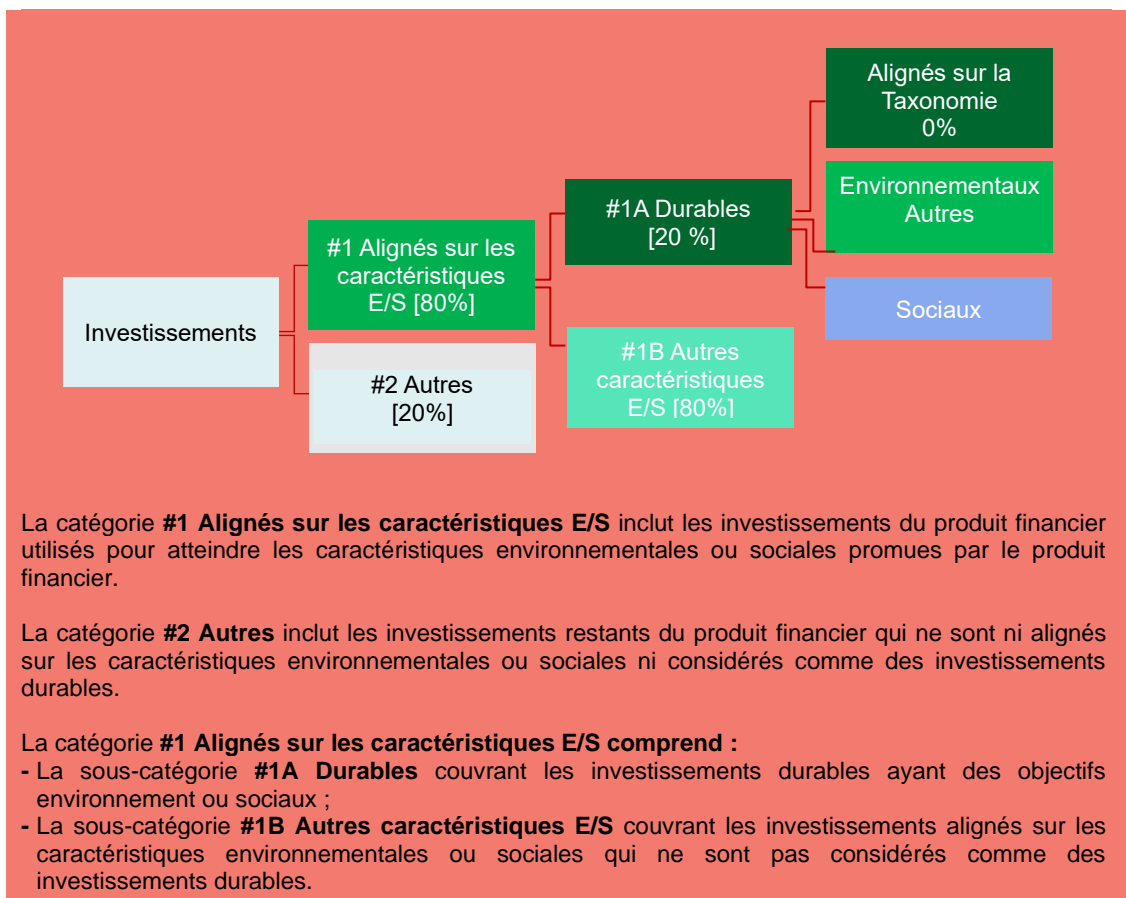 Alignés sur la
Taxonomie
0%
Environnementaux
Autres
#1A Durables
[20 %]
#1 Alignés sur les
caractéristiques
E/S [80%]
Sociaux
Investissements
#1B Autres
caractéristiques
E/S [80%]
#2 Autres
[20%]
La catégorie #1 Alignés sur les caractéristiques E/S inclut les investissements du produit financier
utilisés pour atteindre les caractéristiques environnementales ou sociales promues par le produit
financier.
La catégorie #2 Autres inclut les investissements restants du produit financier qui ne sont ni alignés
sur les caractéristiques environnementales ou sociales ni considérés comme des investissements
durables.
La catégorie #1 Alignés sur les caractéristiques E/S comprend :
- La sous-catégorie #1A Durables couvrant les investissements durables ayant des objectifs
environnement ou sociaux ;
- La sous-catégorie #1B Autres caractéristiques E/S couvrant les investissements alignés sur les
caractéristiques environnementales ou sociales qui ne sont pas considérés comme des
investissements durables.